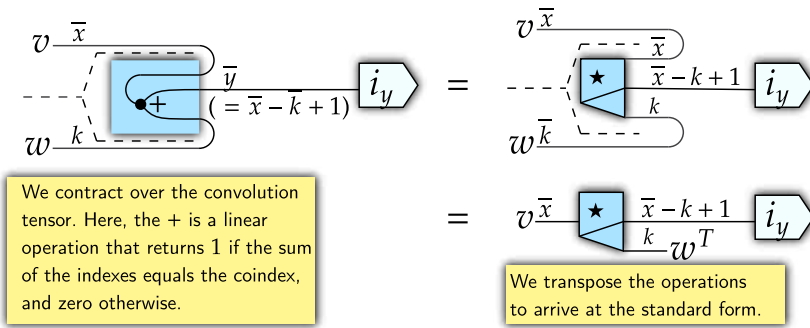 v x̅
y̅
+
( = x̅ − k̅ + 1)
i_y
w k
=
v x̅
x̅
★
x̅ − k + 1
k
i_y
w k̅
We contract over the convolution
tensor. Here, the + is a linear
operation that returns 1 if the sum
of the indexes equals the coindex,
and zero otherwise.
=
v x̅
★
x̅ − k + 1
i_y
k w^T
We transpose the operations
to arrive at the standard form.